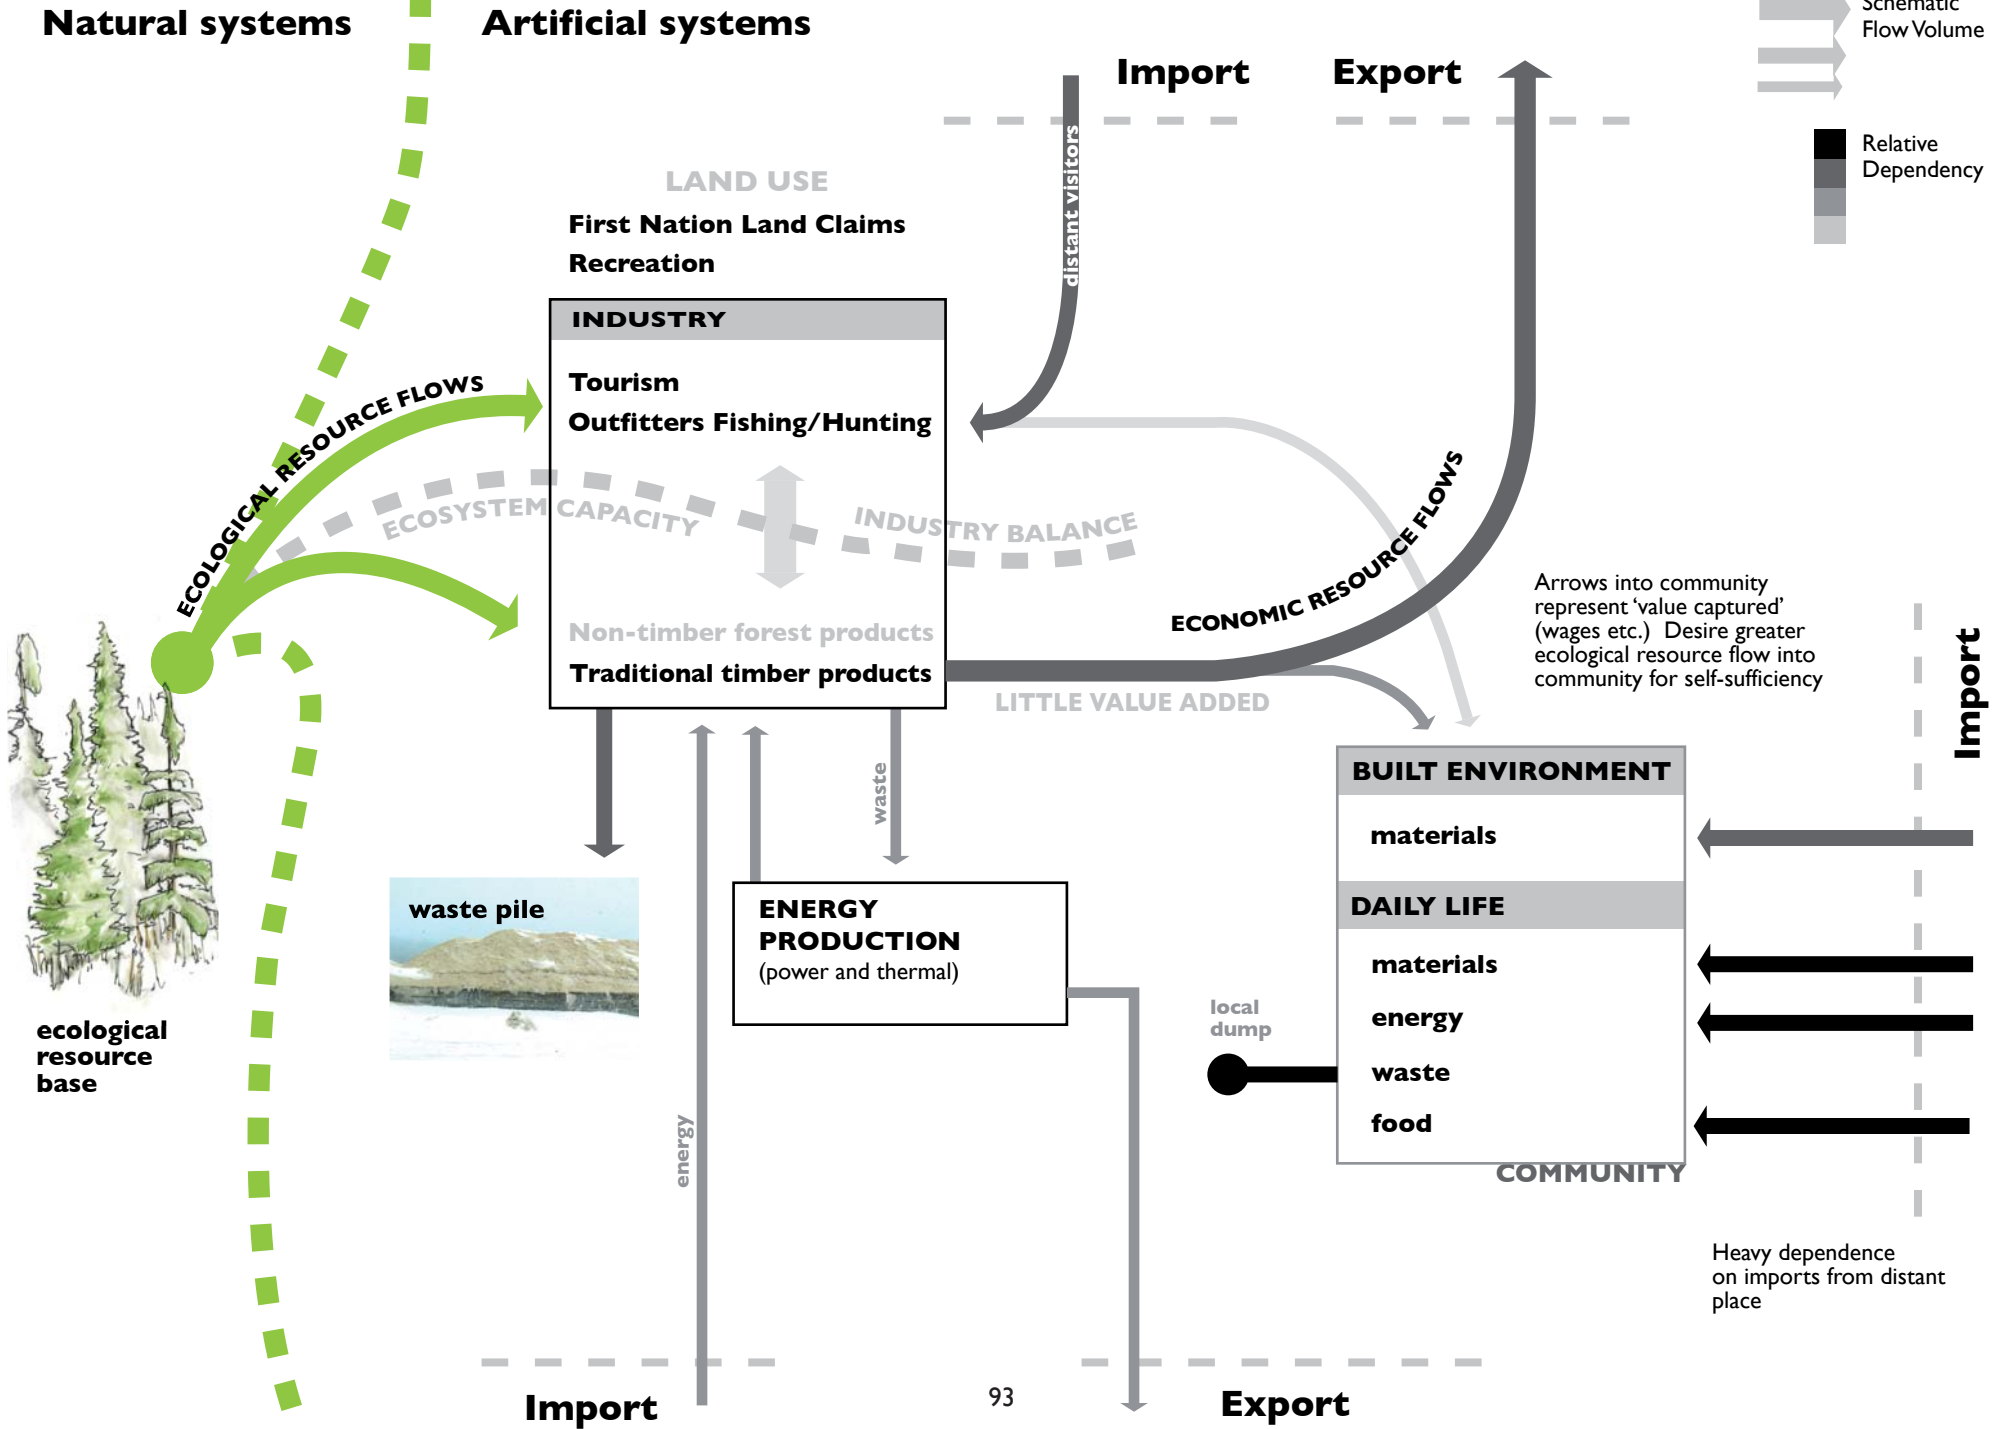 Natural systems
Artificial systems
Schematic
Flow Volume
Import
Export
Relative
Dependency
distant visitors
LAND USE
First Nation Land Claims
Recreation
INDUSTRY
Tourism
Outfitters Fishing/Hunting
ECOLOGICAL RESOURCE FLOWS
ECOSYSTEM CAPACITY
INDUSTRY BALANCE
ECONOMIC RESOURCE FLOWS
Non-timber forest products
Traditional timber products
LITTLE VALUE ADDED
Arrows into community
represent ‘value captured’
(wages etc.)  Desire greater
ecological resource flow into
community for self-sufficiency
Import
waste
BUILT ENVIRONMENT
materials
DAILY LIFE
materials
energy
waste
food
COMMUNITY
local
dump
waste pile
ENERGY
PRODUCTION
(power and thermal)
ecological
resource
base
energy
Heavy dependence
on imports from distant
place
Import
93
Export